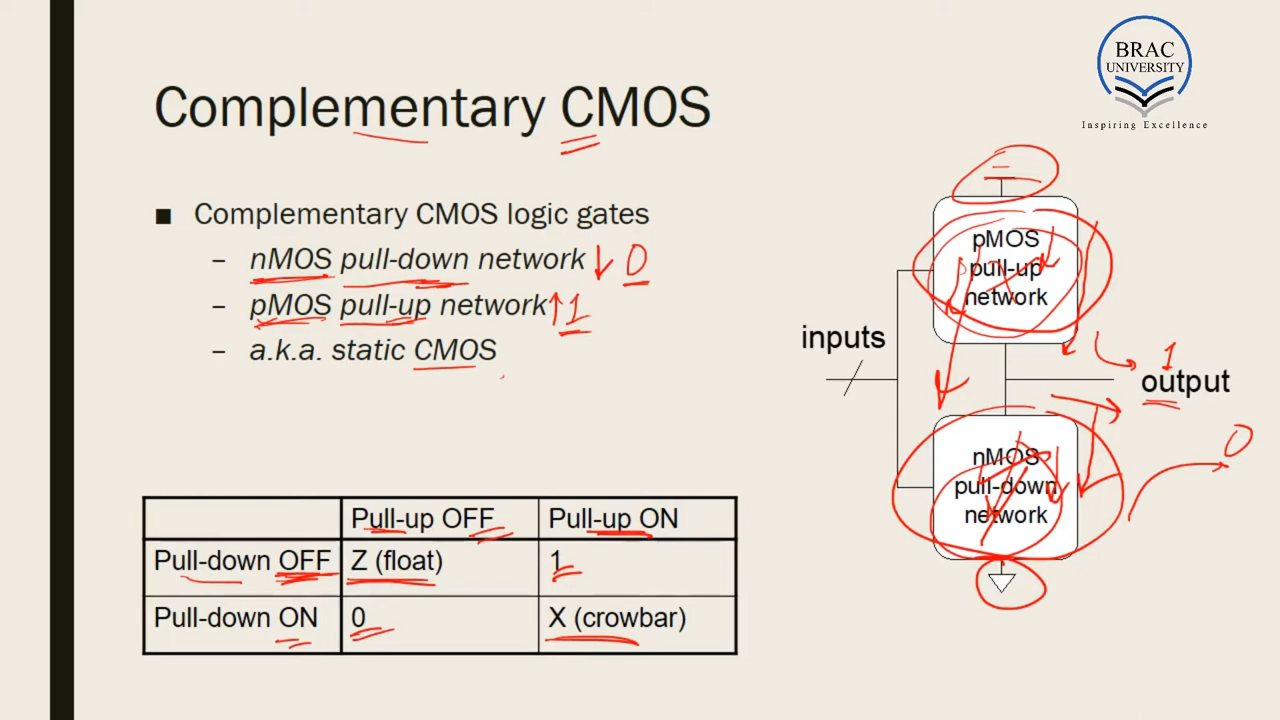 BRAC
UNIVERSITY
Inspiring Excellence
Complementary CMOS
■ Complementary CMOS logic gates
– nMOS pull-down network ↓ 0
– pMOS pull-up network ↑ 1
– a.k.a. static CMOS
pMOS
pull-up
network
inputs
1
output
0
nMOS
pull-down
network
Pull-up OFF Pull-up ON
Pull-down OFF Z (float) 1
Pull-down ON 0 X (crowbar)